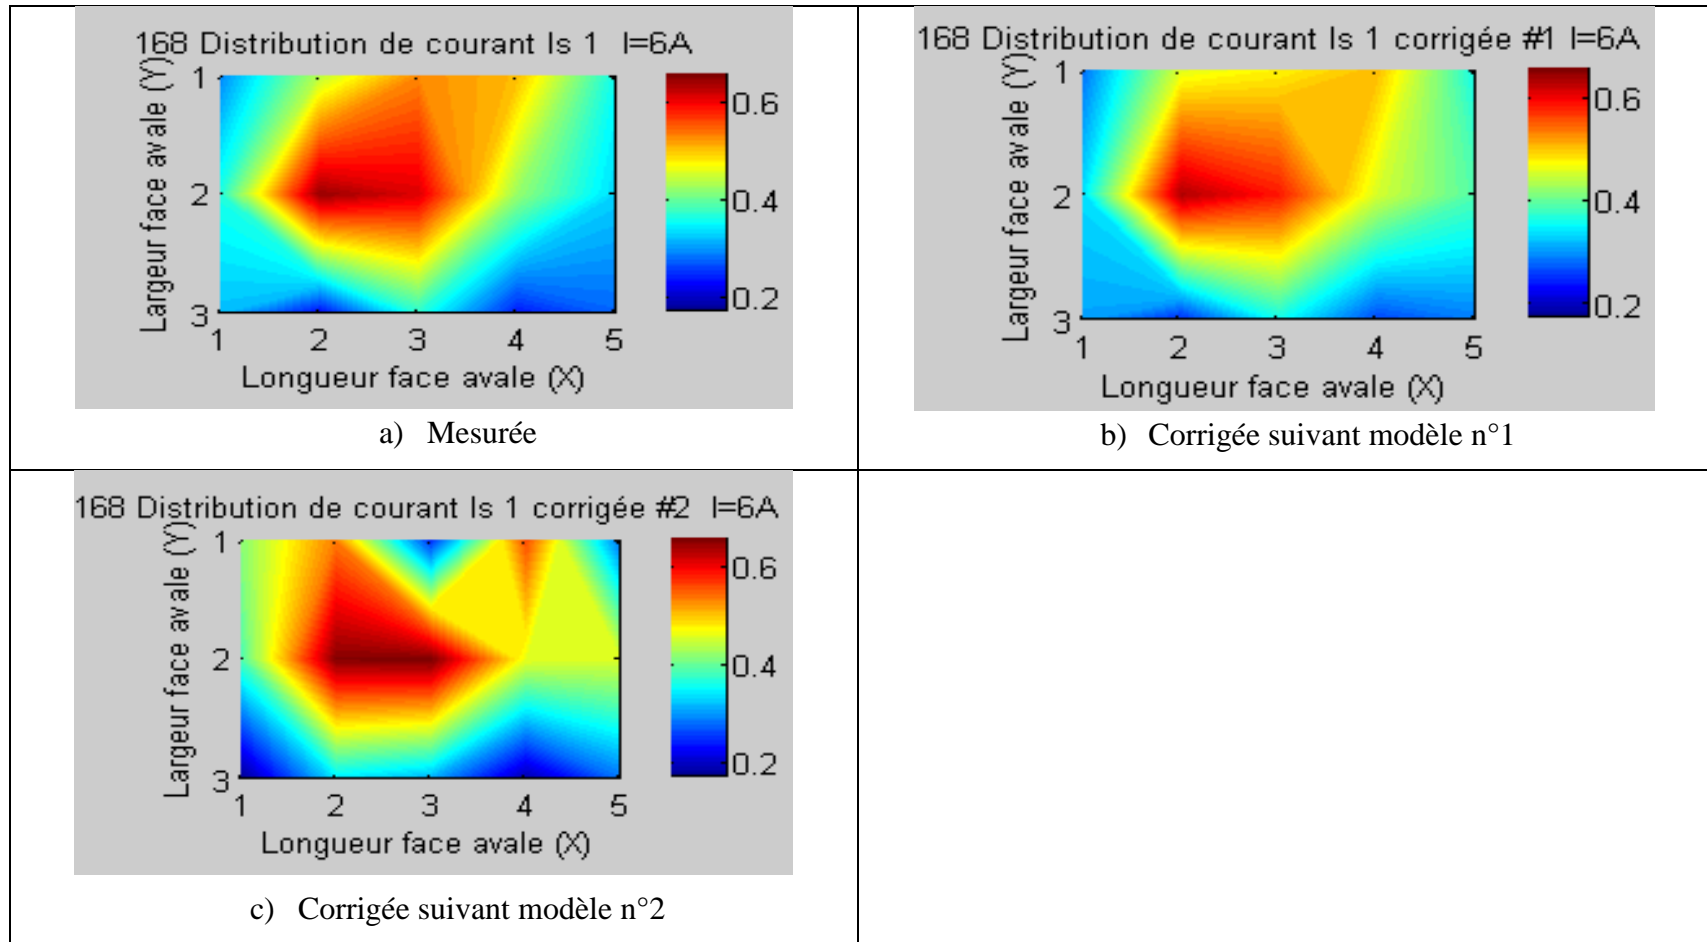 168 Distribution de courant Is 1 I=6A
Largeur face avale (Y)
1
2
3
1 2 3 4 5
Longueur face avale (X)
0.6
0.4
0.2
a) Mesurée
168 Distribution de courant Is 1 corrigée #1 I=6A
Largeur face avale (Y)
1
2
3
1 2 3 4 5
Longueur face avale (X)
0.6
0.4
0.2
b) Corrigée suivant modèle n°1
168 Distribution de courant Is 1 corrigée #2 I=6A
Largeur face avale (Y)
1
2
3
1 2 3 4 5
Longueur face avale (X)
0.6
0.4
0.2
c) Corrigée suivant modèle n°2